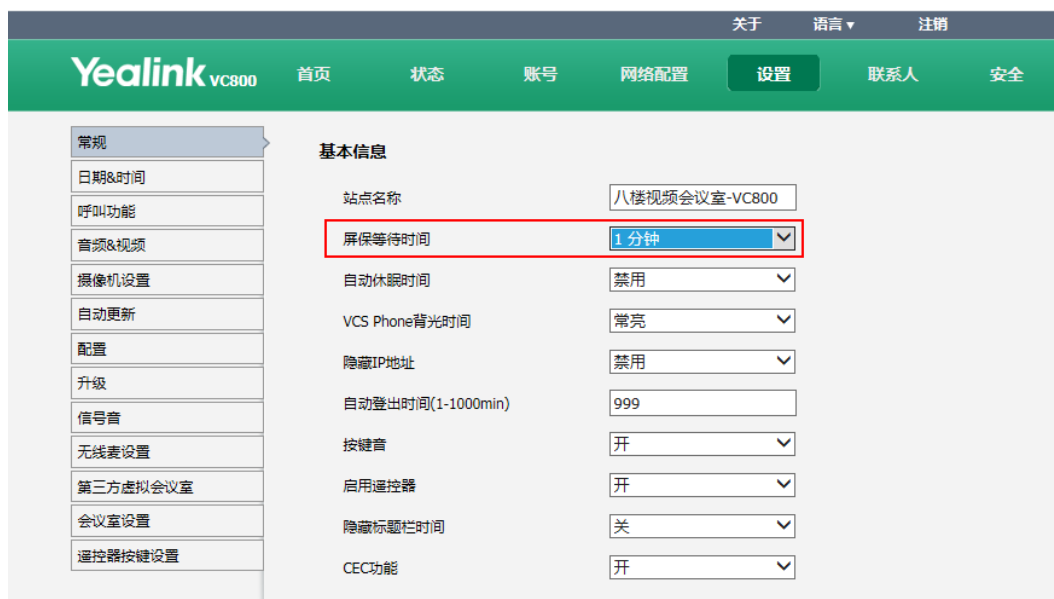 关于 语言▼ 注销
Yealink VC800 首页 状态 账号 网络配置 设置 联系人 安全
常规
日期&时间
呼叫功能
音频&视频
摄像机设置
自动更新
配置
升级
信号音
无线麦设置
第三方虚拟会议室
会议室设置
遥控器按键设置
基本信息
站点名称 八楼视频会议室-VC800
屏保等待时间 1 分钟
自动休眠时间 禁用
VCS Phone背光时间 常亮
隐藏IP地址 禁用
自动登出时间(1-1000min) 999
按键音 开
启用遥控器 开
隐藏标题栏时间 关
CEC功能 开